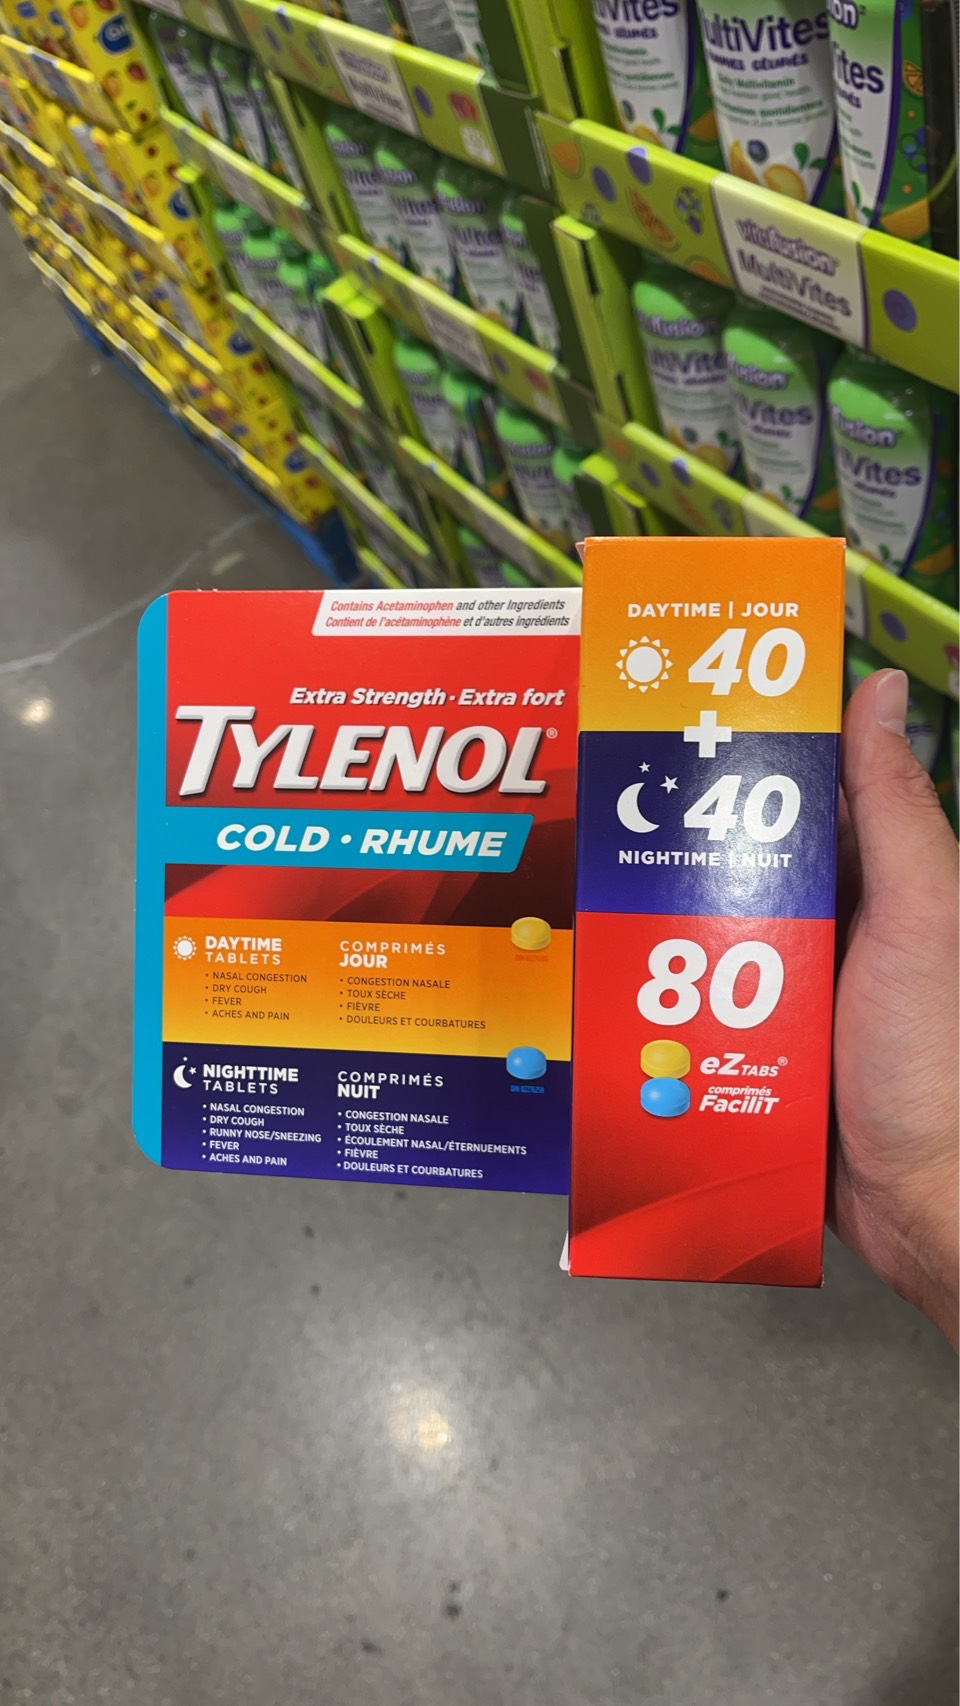 MultiVites
vitafusion
MultiVites
Contains Acetaminophen and other Ingredients
Contient de l'acétaminophène et d'autres ingrédients
Extra Strength · Extra fort
TYLENOL®
COLD • RHUME
DAYTIME
TABLETS
• NASAL CONGESTION
• DRY COUGH
• FEVER
• ACHES AND PAIN
COMPRIMÉS
JOUR
• CONGESTION NASALE
• TOUX SÈCHE
• FIÈVRE
• DOULEURS ET COURBATURES
NIGHTTIME
TABLETS
• NASAL CONGESTION
• DRY COUGH
• RUNNY NOSE/SNEEZING
• FEVER
• ACHES AND PAIN
COMPRIMÉS
NUIT
• CONGESTION NASALE
• TOUX SÈCHE
• ÉCOULEMENT NASAL/ÉTERNUEMENTS
• FIÈVRE
• DOULEURS ET COURBATURES
DAYTIME | JOUR
40
+
40
NIGHTIME | NUIT
80
eZTABS®
comprimés
FaciliT